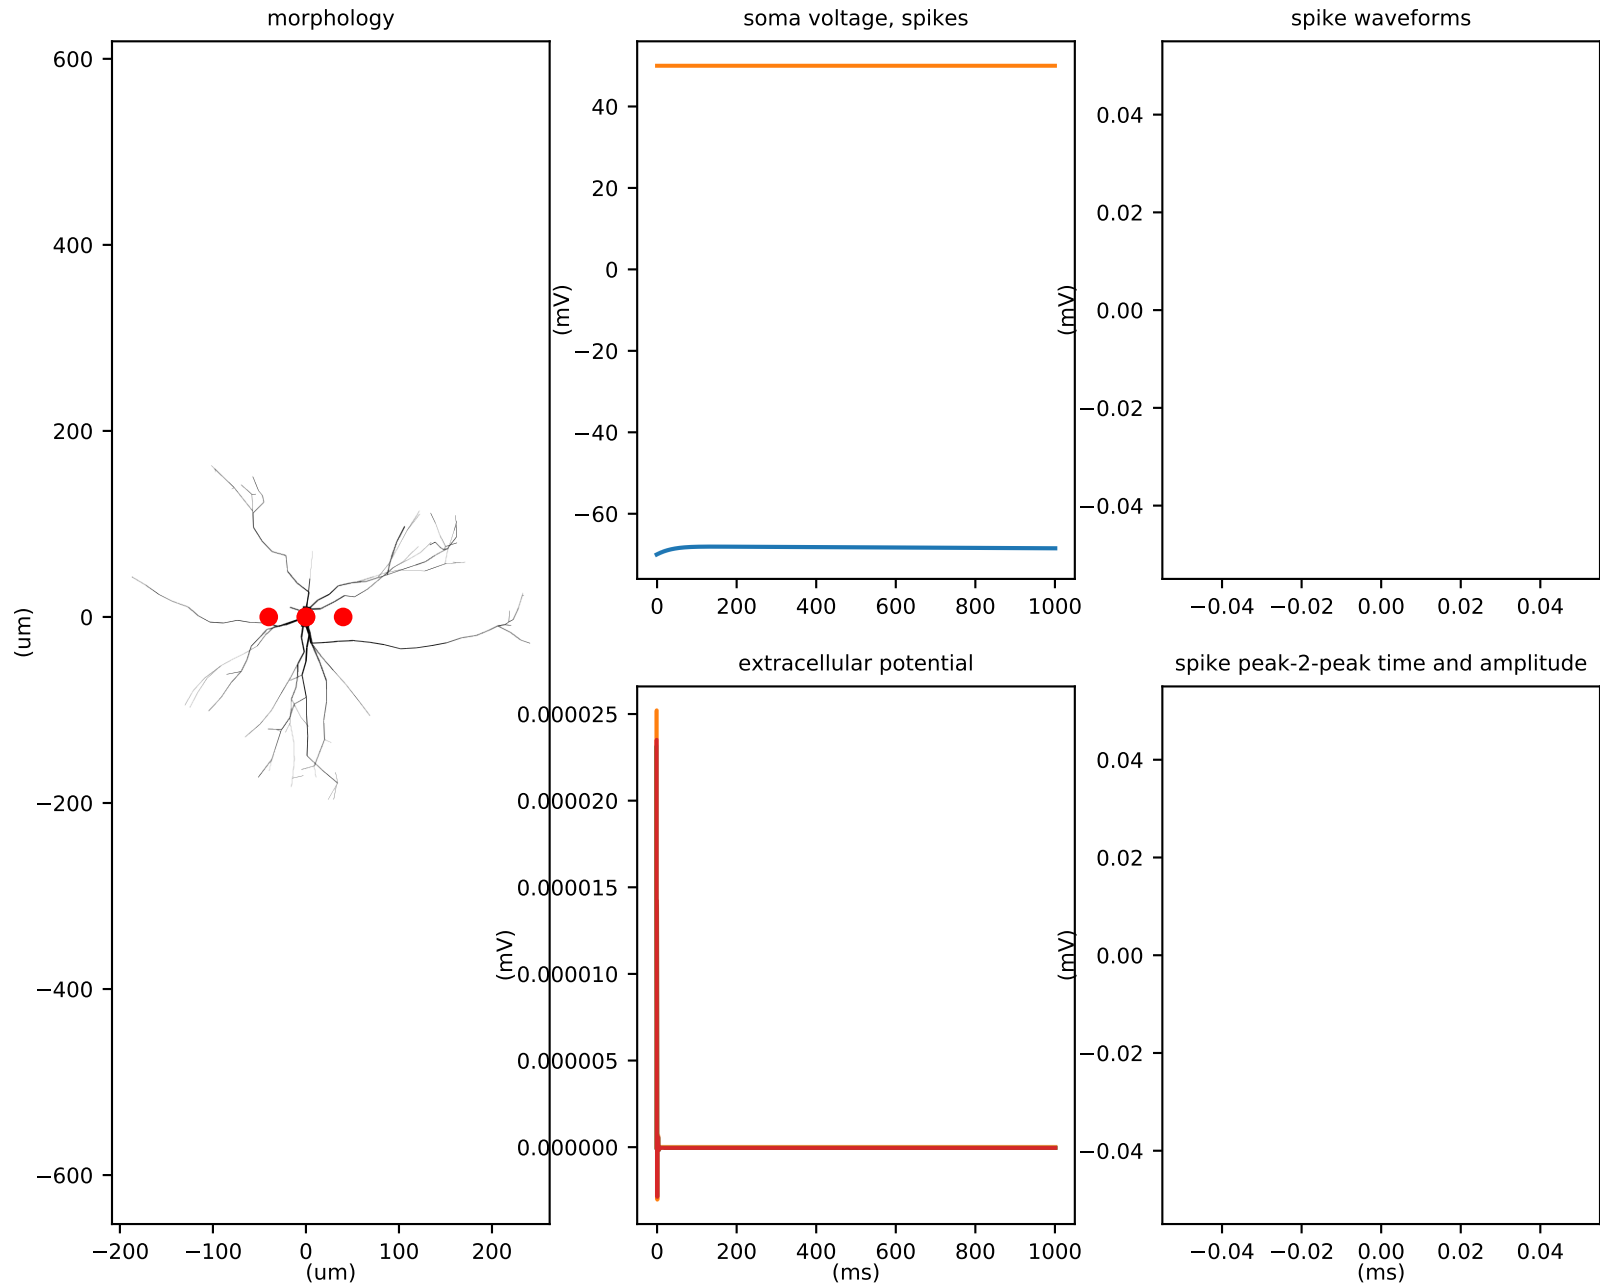 morphology
600
400
200
0
−200
−400
−600
(um)
−200 −100 0 100 200
(um)
soma voltage, spikes
40
20
0
−20
−40
−60
(mV)
0 200 400 600 800 1000
spike waveforms
0.04
0.02
0.00
−0.02
−0.04
(mV)
−0.04 −0.02 0.00 0.02 0.04
extracellular potential
0.000025
0.000020
0.000015
0.000010
0.000005
0.000000
(mV)
0 200 400 600 800 1000
(ms)
spike peak-2-peak time and amplitude
0.04
0.02
0.00
−0.02
−0.04
(mV)
−0.04 −0.02 0.00 0.02 0.04
(ms)